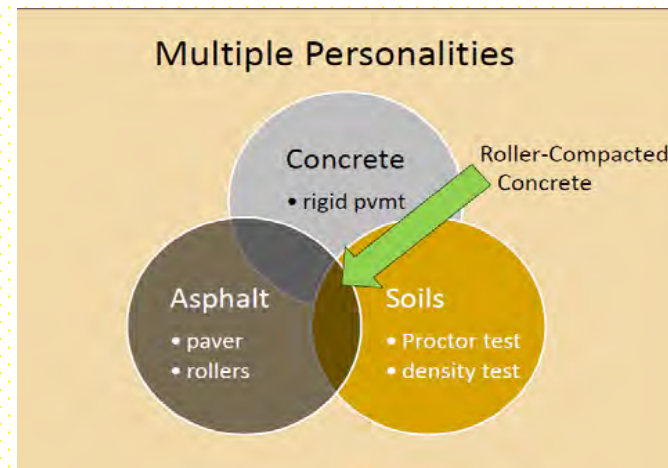 Multiple Personalities
Concrete
• rigid pvmt
Roller-Compacted
Concrete
Asphalt
• paver
• rollers
Soils
• Proctor test
• density test